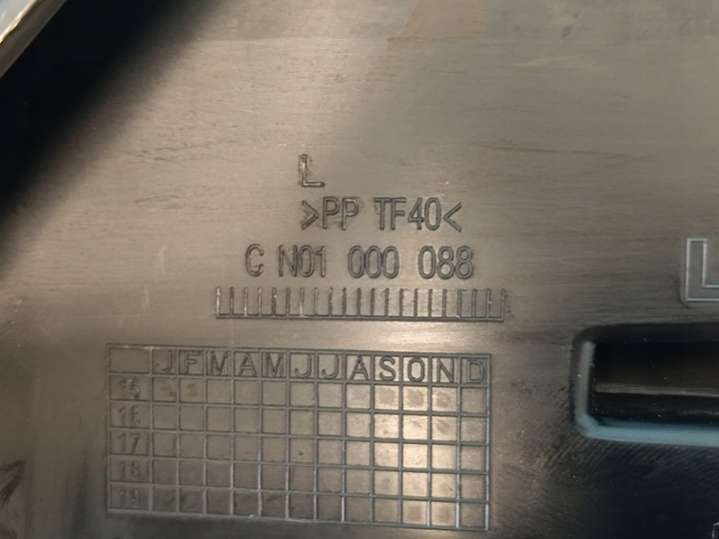 L
>PP TF40<
C N01 000 088
J F M A M J J A S O N D
15
16
17
18
19